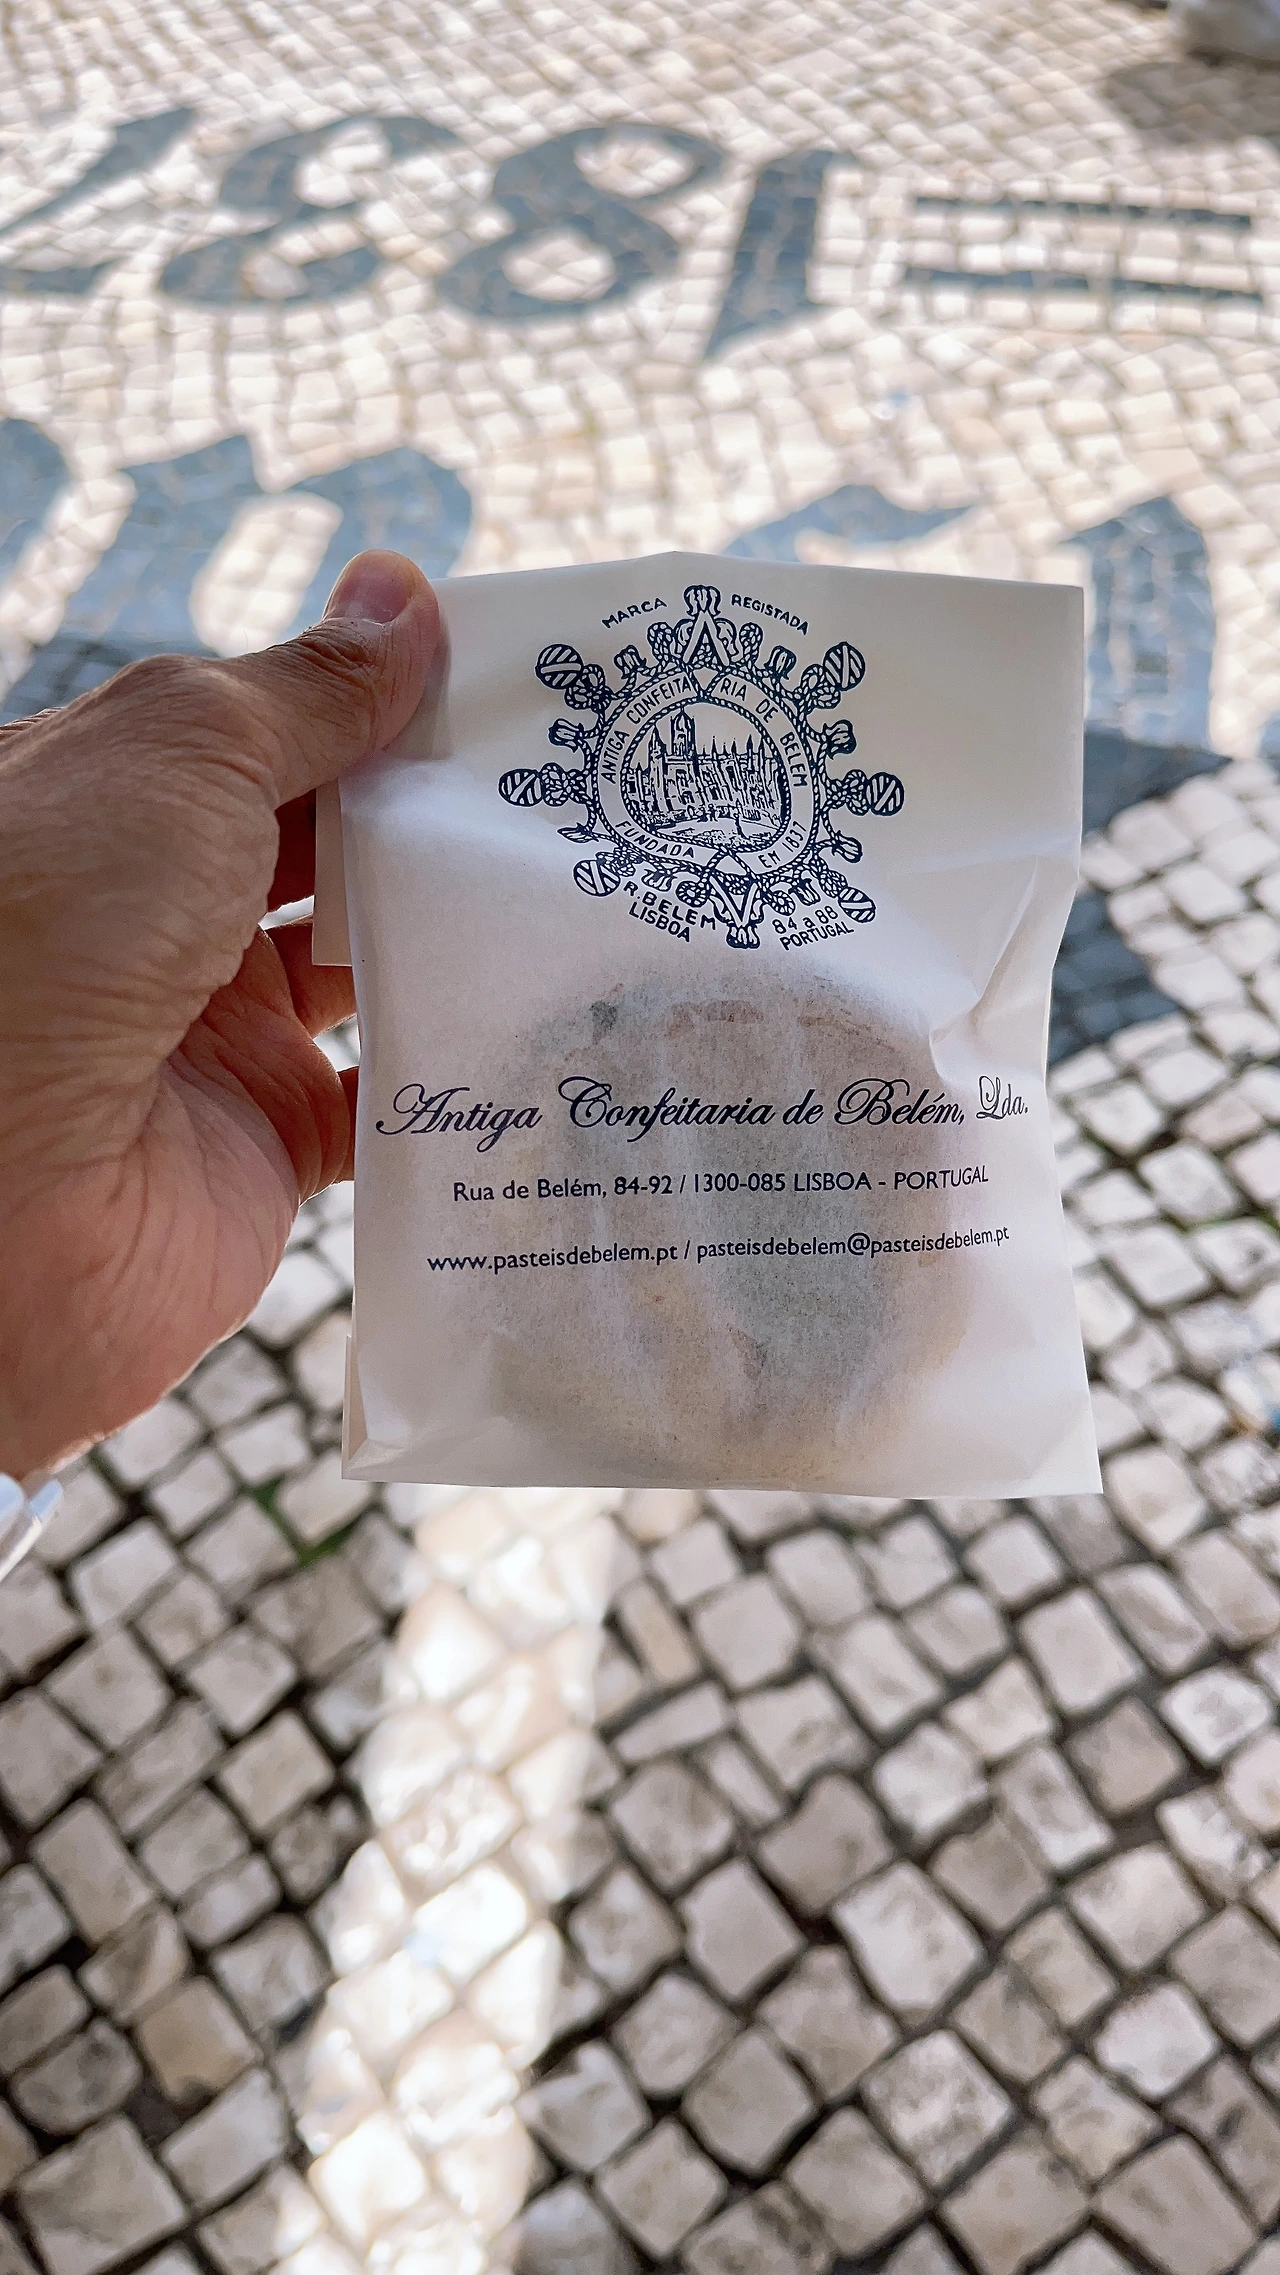 1837
MARCA REGISTADA
ANTIGA CONFEITARIA DE BELEM
FUNDADA EM 1837
R. BELEM 84 a 88
LISBOA PORTUGAL
Antiga Confeitaria de Belém, Lda.
Rua de Belém, 84-92 / 1300-085 LISBOA - PORTUGAL
www.pasteisdebelem.pt / pasteisdebelem@pasteisdebelem.pt